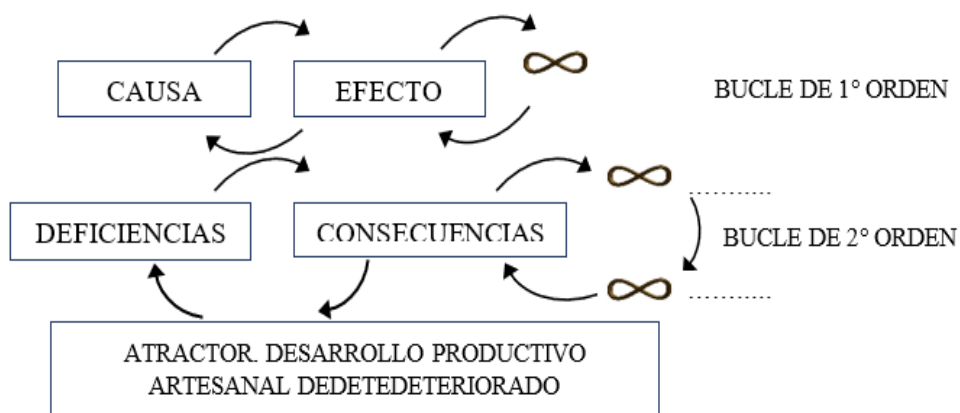 CAUSA
EFECTO
BUCLE DE 1° ORDEN
DEFICIENCIAS
CONSECUENCIAS
BUCLE DE 2° ORDEN
ATRACTOR. DESARROLLO PRODUCTIVO
ARTESANAL DEDETEDETERIORADO